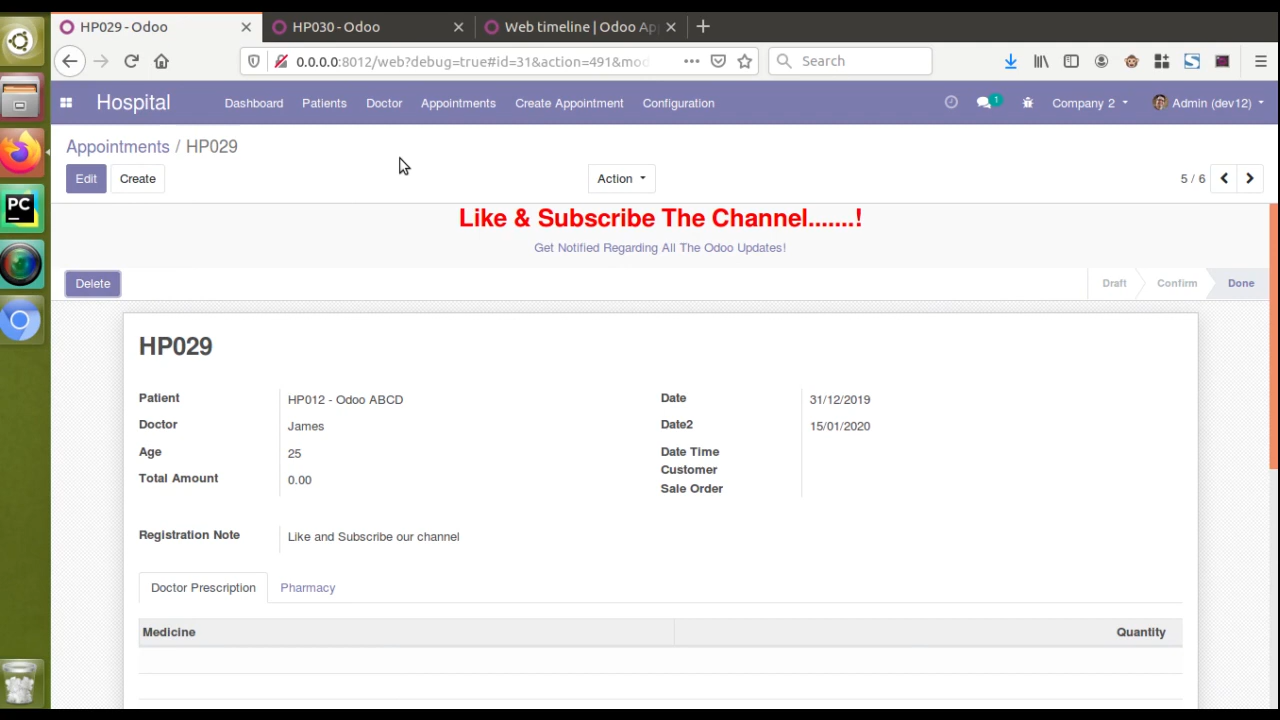 HP029 - Odoo
HP030 - Odoo
Web timeline | Odoo Ap
0.0.0.0:8012/web?debug=true#id=31&action=491&mod
Search
Hospital
Dashboard
Patients
Doctor
Appointments
Create Appointment
Configuration
1
Company 2
Admin (dev12)
Appointments / HP029
Edit
Create
Action
5 / 6
Like & Subscribe The Channel.......!
Get Notified Regarding All The Odoo Updates!
Delete
Draft
Confirm
Done
HP029
Patient
HP012 - Odoo ABCD
Date
31/12/2019
Doctor
James
Date2
15/01/2020
Age
25
Date Time
Customer
Total Amount
0.00
Sale Order
Registration Note
Like and Subscribe our channel
Doctor Prescription
Pharmacy
Medicine
Quantity
PC